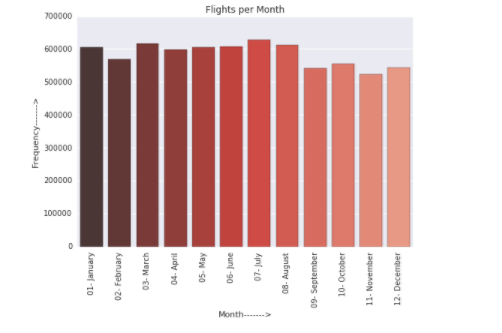 Flights per Month
700000
600000
500000
400000
300000
200000
100000
0
Frequency------->
01- January
02- February
03- March
04- April
05- May
06- June
07- July
08- August
09- September
10- October
11- November
12- December
Month------->